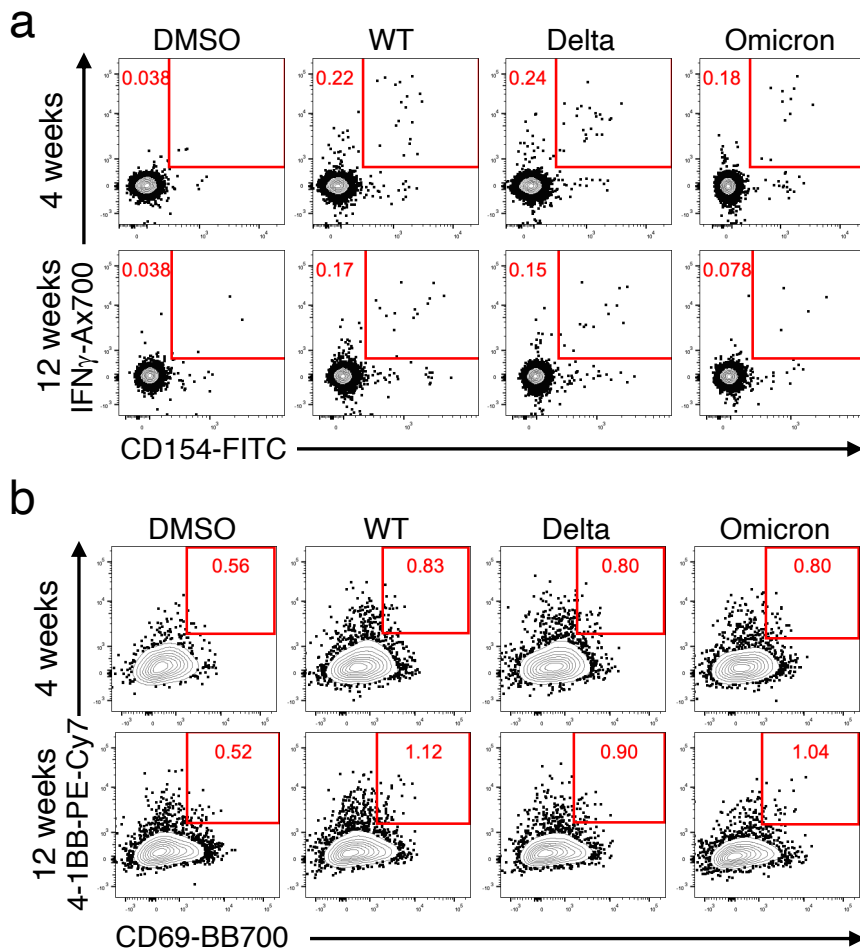 a
DMSO WT Delta Omicron
4 weeks
0.038 0.22 0.24 0.18
12 weeks
0.038 0.17 0.15 0.078
IFNγ-Ax700
CD154-FITC
b
DMSO WT Delta Omicron
4 weeks
0.56 0.83 0.80 0.80
12 weeks
0.52 1.12 0.90 1.04
4-1BB-PE-Cy7
CD69-BB700